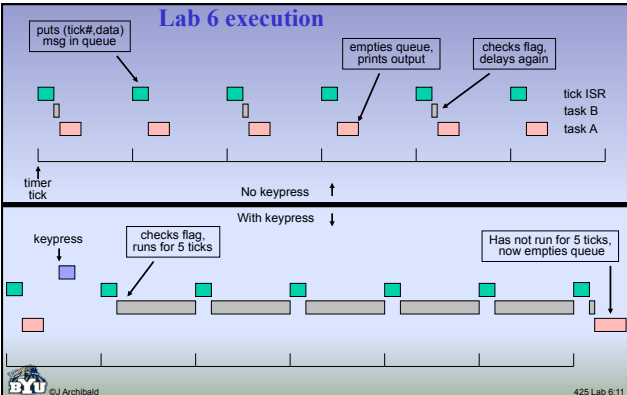 Lab 6 execution
puts (tick#,data)
msg in queue
empties queue,
prints output
checks flag,
delays again
tick ISR
task B
task A
timer
tick
No keypress
With keypress
keypress
checks flag,
runs for 5 ticks
Has not run for 5 ticks,
now empties queue
BYU
©J Archibald
425 Lab 6:11